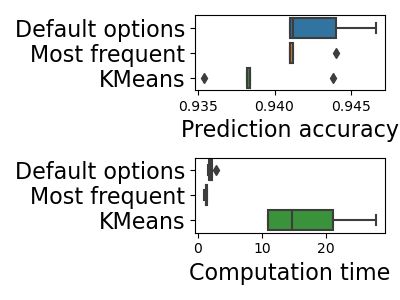 Default options
Most frequent
KMeans
0.935 0.940 0.945
Prediction accuracy
Default options
Most frequent
KMeans
0 10 20
Computation time